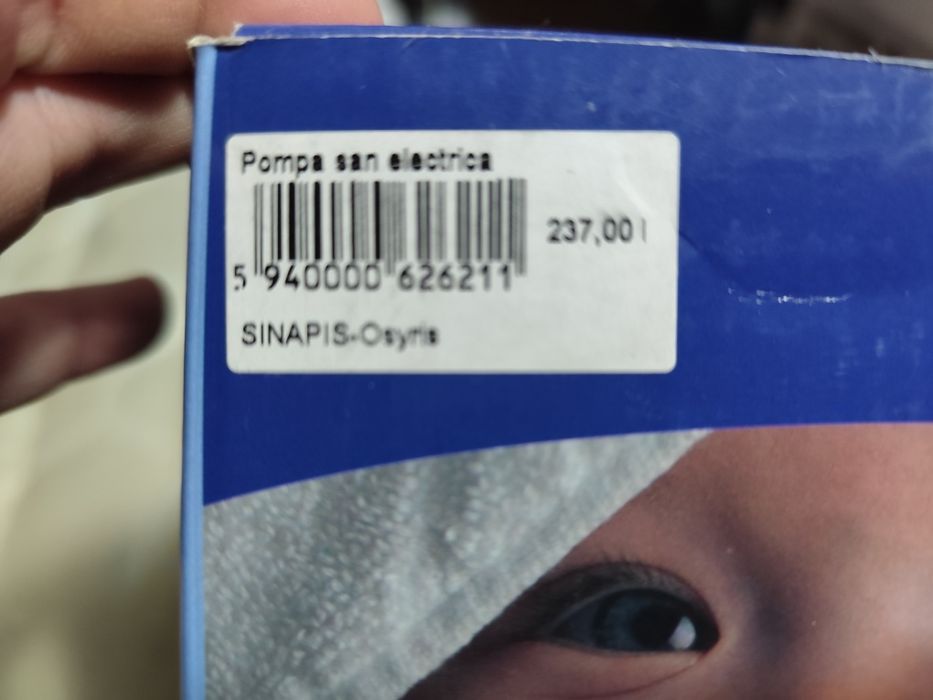 Pompa san electrica
237,00 l
5 940000 626211
SINAPIS-Osyris